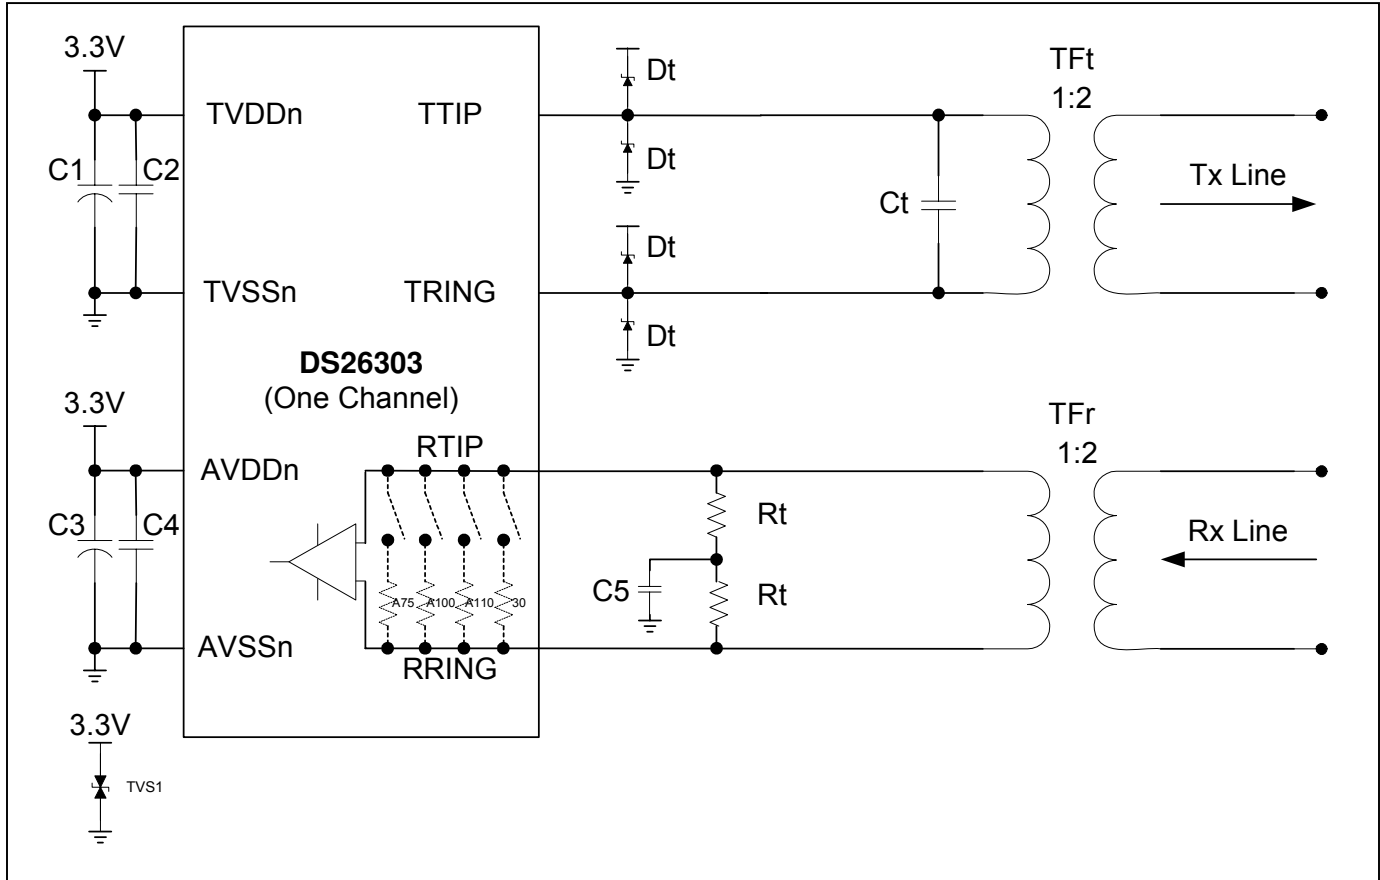 3.3V
TVDDn
TTIP
Dt
TFt
1:2
C1
C2
Dt
Tx Line
Ct
Dt
TVSSn
TRING
Dt
DS26303
(One Channel)
3.3V
TFr
1:2
RTIP
AVDDn
C3
C4
Rt
Rx Line
C5
Rt
A75
A100
A110
30
AVSSn
RRING
3.3V
TVS1